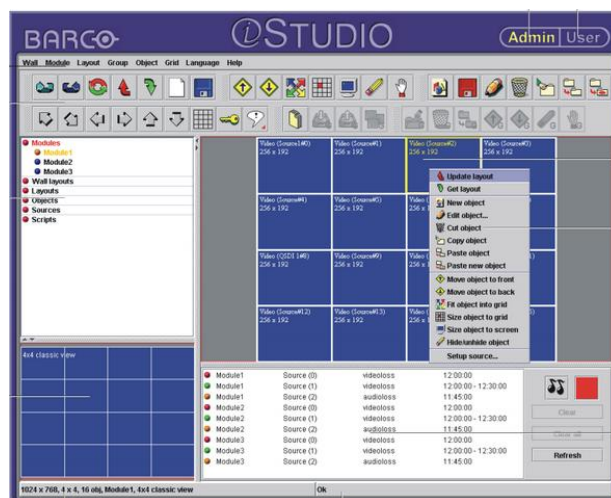 BARCO iSTUDIO Admin User
Wall Module Layout Group Object Grid Language Help
Modules
Module1
Module2
Module3
Wall layouts
Layouts
Objects
Sources
Scripts
Video (Source1#0)
256 x 192
Video (Source#1)
256 x 192
Video (Source#2)
256 x 192
Video (Source#3)
256 x 192
Video (Source#4)
256 x 192
Video (Source#5)
256 x 192
Video (QSDI 1#8)
256 x 192
Video (Source#9)
256 x 192
Video (Source#12)
256 x 192
Video (Source#13)
256 x 192
Update layout
Get layout
New object
Edit object...
Cut object
Copy object
Paste object
Paste new object
Move object to front
Move object to back
Fit object into grid
Size object to grid
Size object to screen
Hide/unhide object
Setup source...
4x4 classic view
Module1 Source (0) videoloss 12:00:00
Module1 Source (1) videoloss 12:00:00 - 12:30:00
Module1 Source (2) audioloss 11:45:00
Module2 Source (0) videoloss 12:00:00
Module2 Source (1) videoloss 12:00:00 - 12:30:00
Module2 Source (2) audioloss 11:45:00
Module3 Source (0) videoloss 12:00:00
Module3 Source (1) videoloss 12:00:00 - 12:30:00
Module3 Source (2) audioloss 11:45:00
Clear
Clear all
Refresh
1024 x 768, 4 x 4, 16 obj, Module1, 4x4 classic view Ok